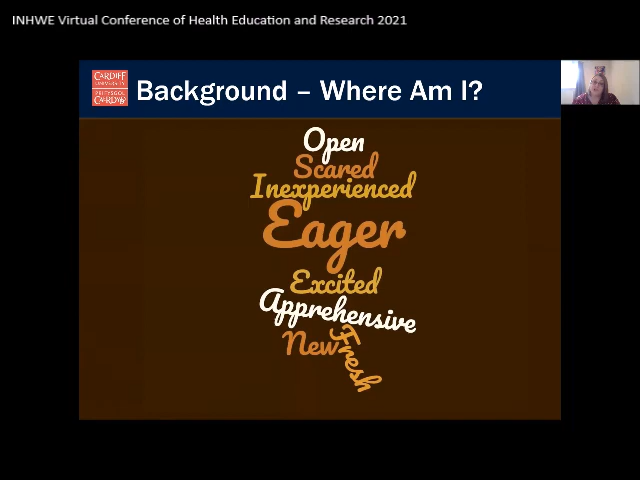 INHWE Virtual Conference of Health Education and Research 2021
CARDIFF
UNIVERSITY
PRIFYSGOL
CAERDYDD
Background – Where Am I?
Open
Scared
Inexperienced
Eager
Excited
Apprehensive
New
Fresh